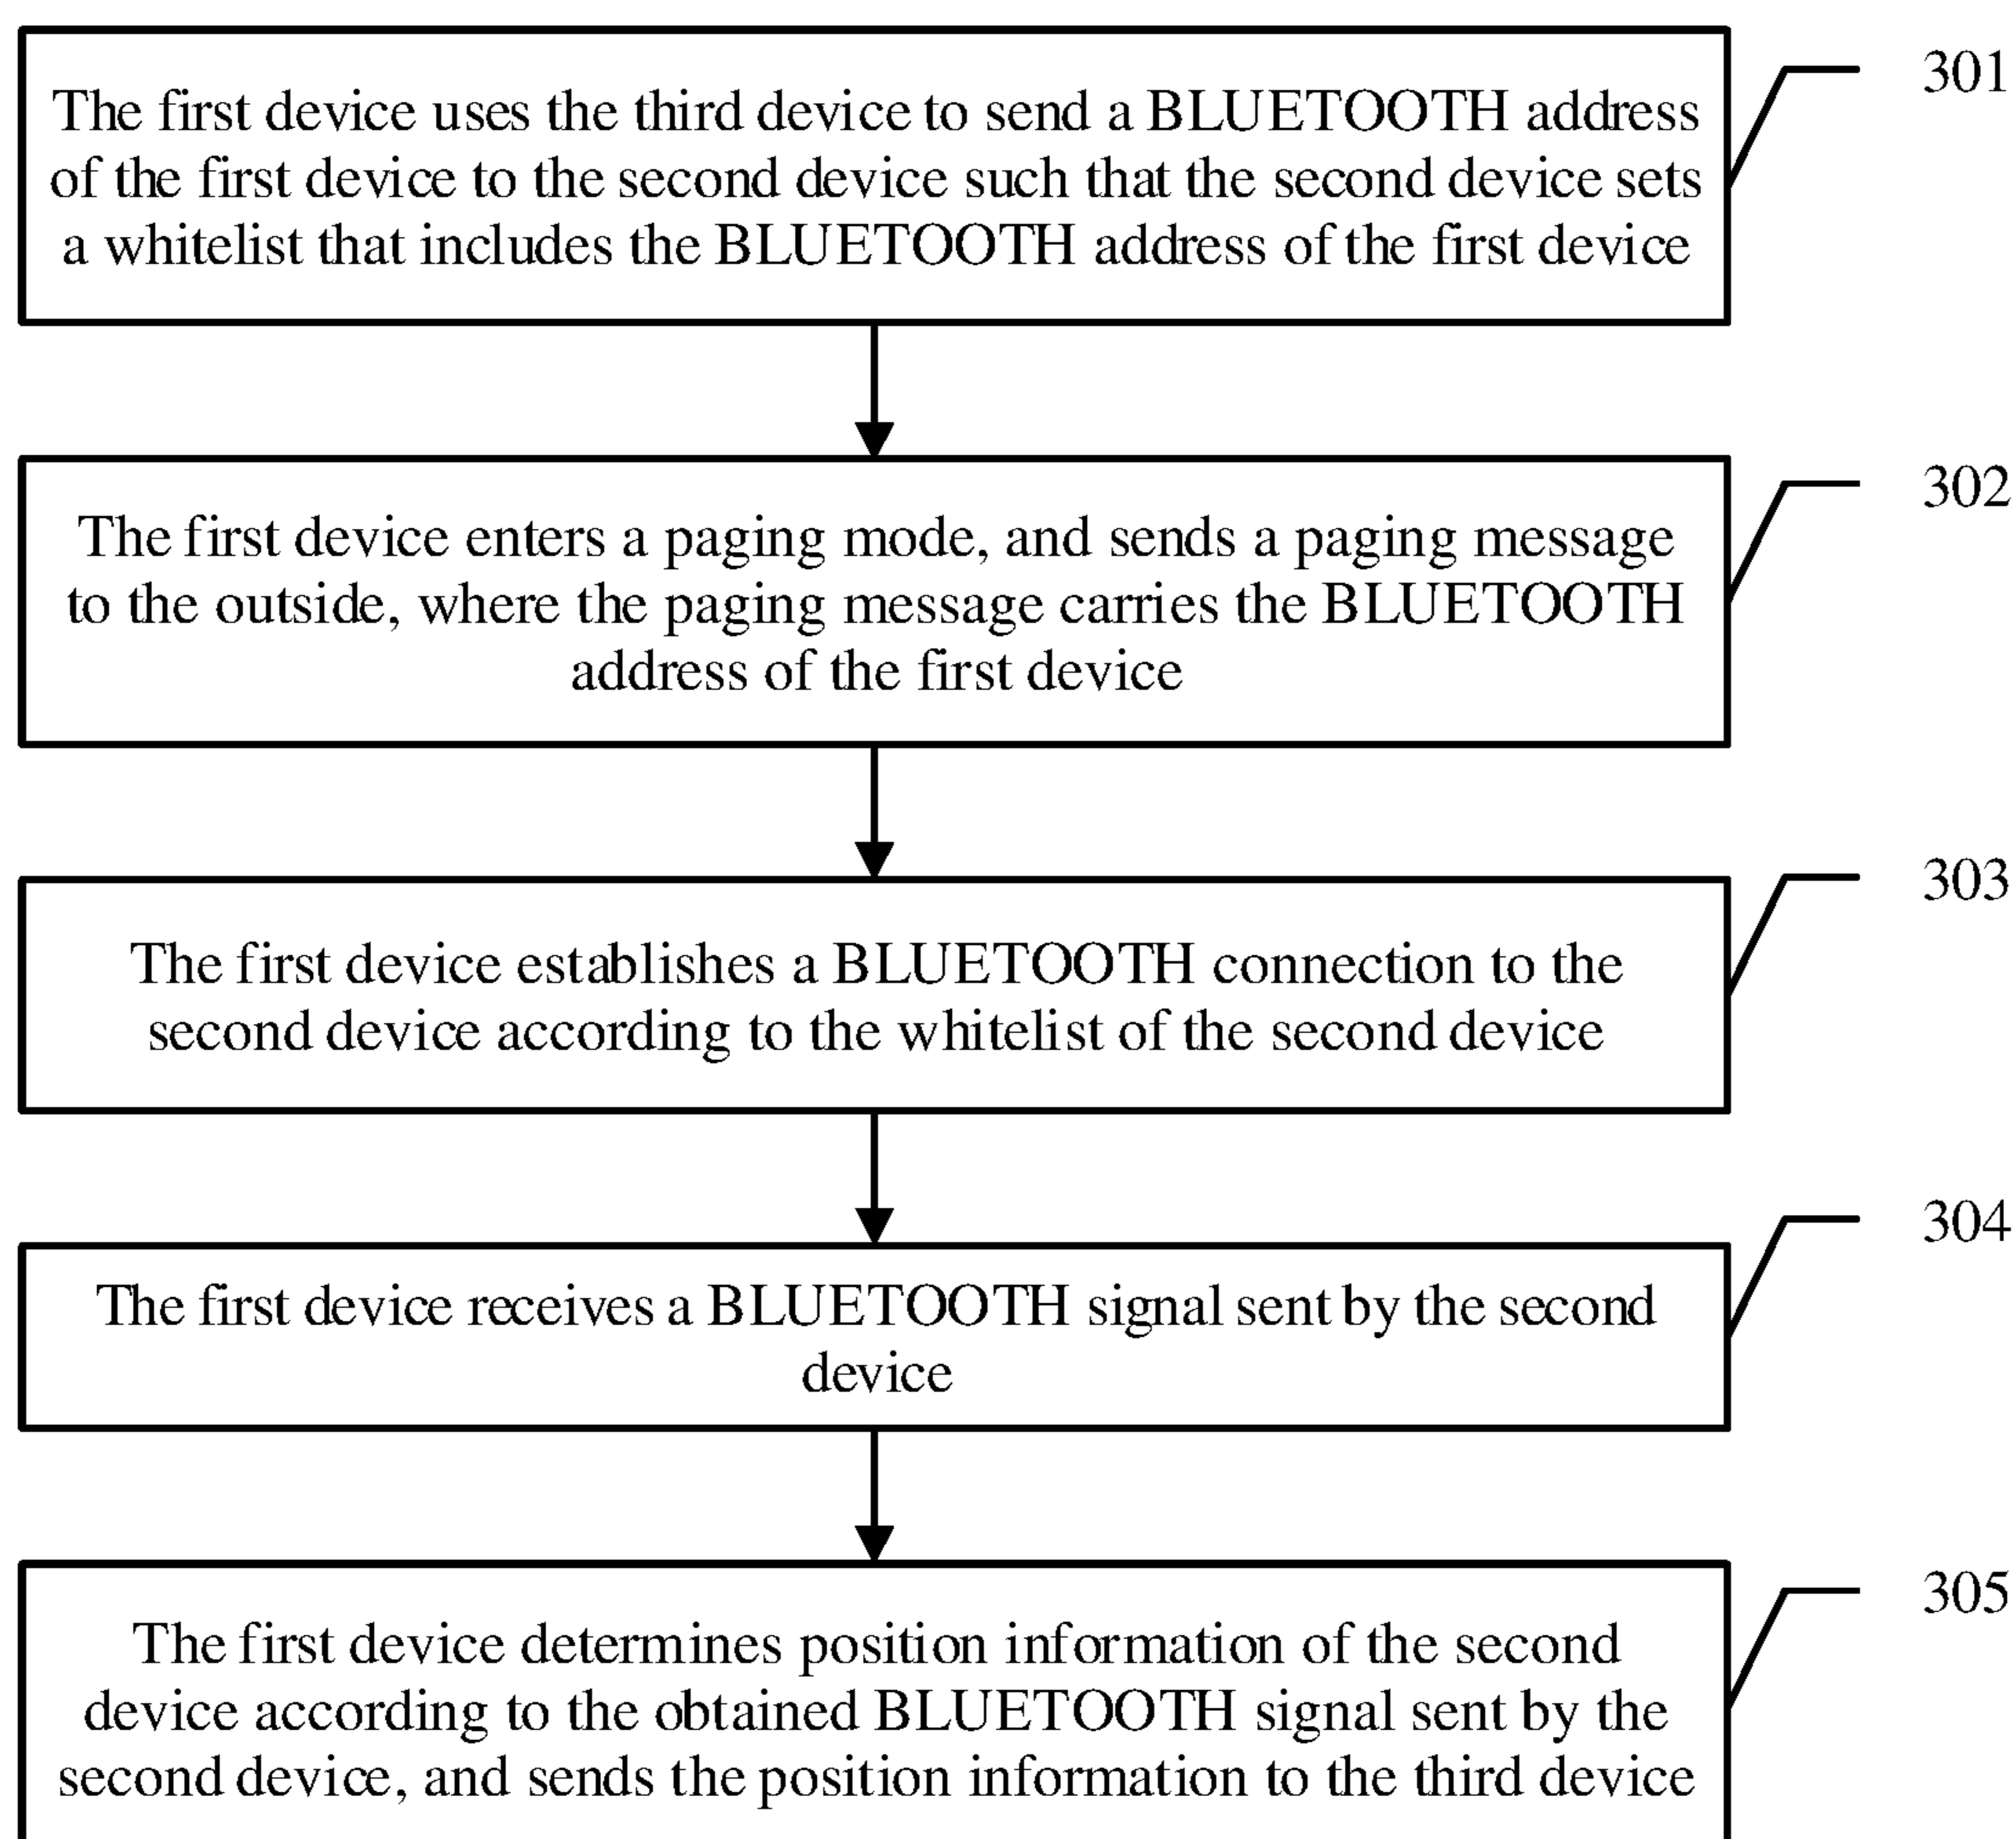 The first device uses the third device to send a BLUETOOTH address
of the first device to the second device such that the second device sets
a whitelist that includes the BLUETOOTH address of the first device
301
The first device enters a paging mode, and sends a paging message
to the outside, where the paging message carries the BLUETOOTH
address of the first device
302
The first device establishes a BLUETOOTH connection to the
second device according to the whitelist of the second device
303
The first device receives a BLUETOOTH signal sent by the second
device
304
The first device determines position information of the second
device according to the obtained BLUETOOTH signal sent by the
second device, and sends the position information to the third device
305